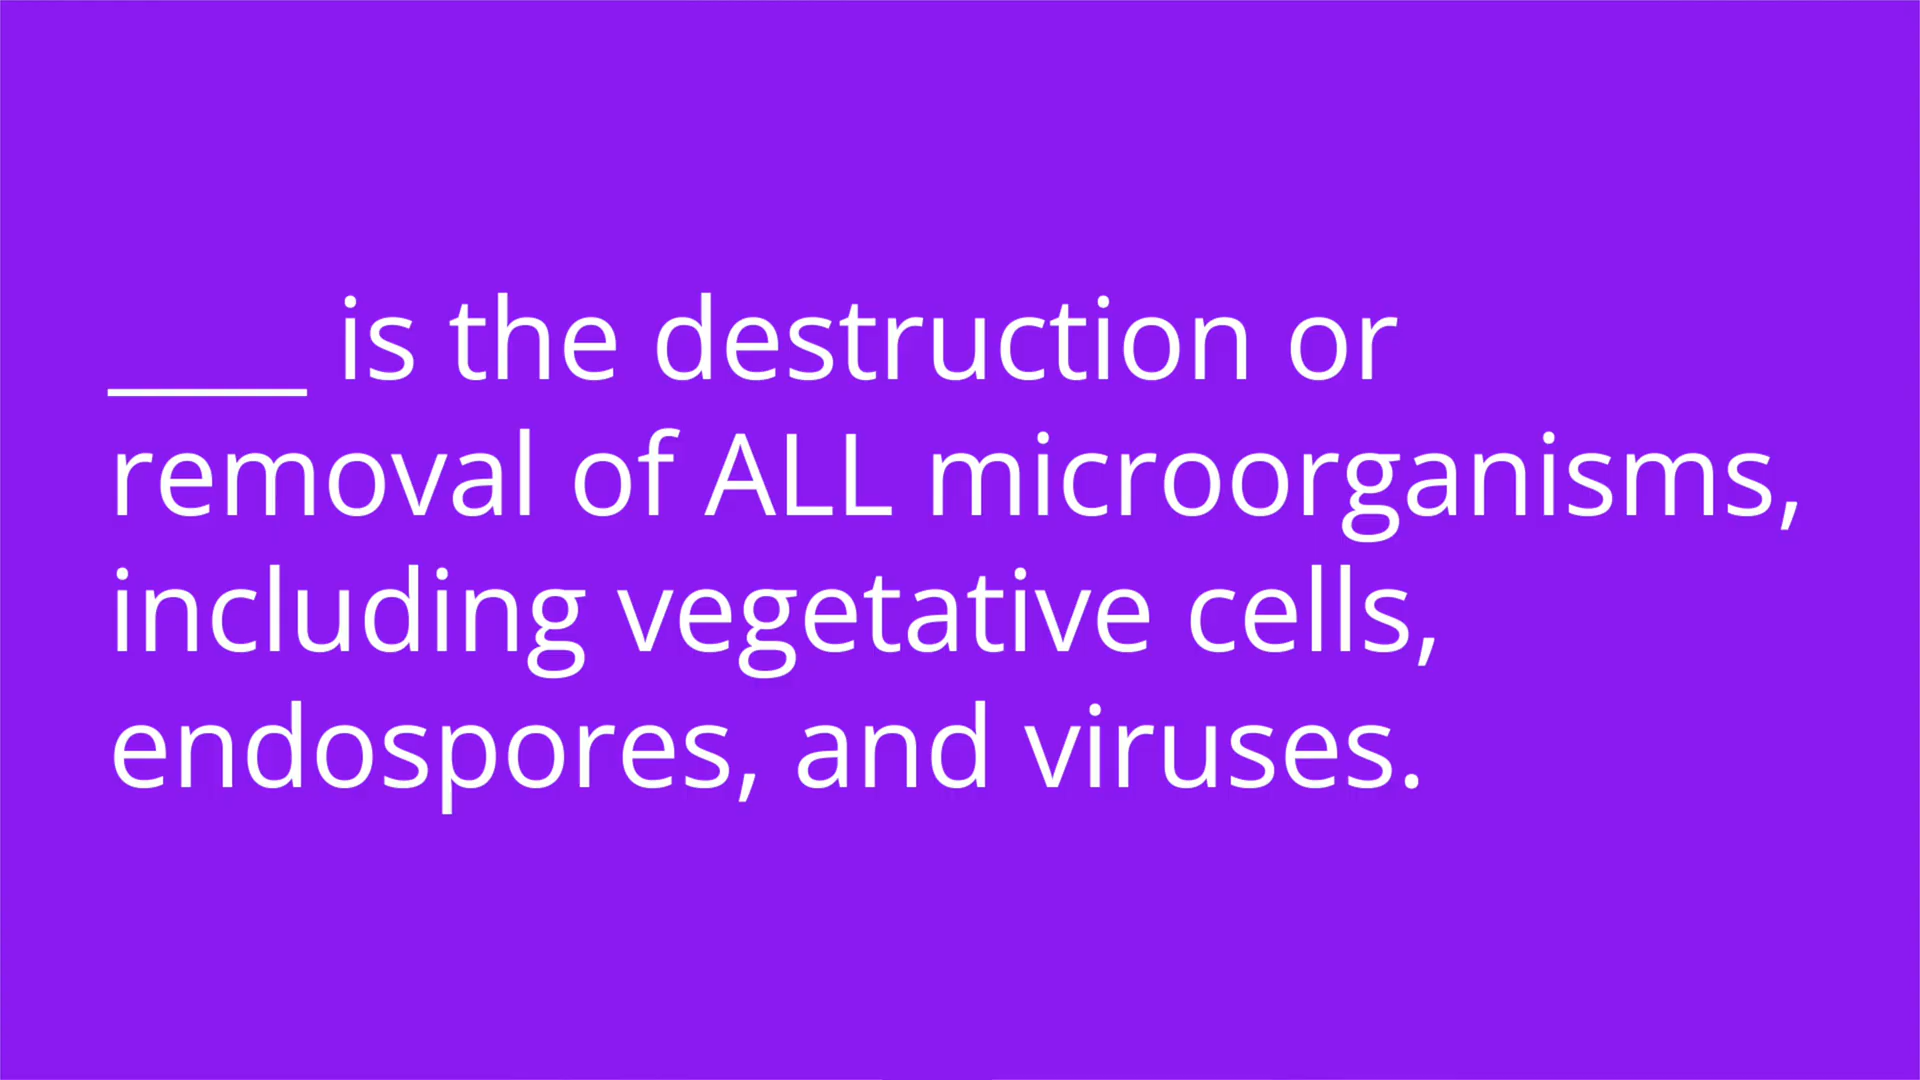 ____ is the destruction or
removal of ALL microorganisms,
including vegetative cells,
endospores, and viruses.